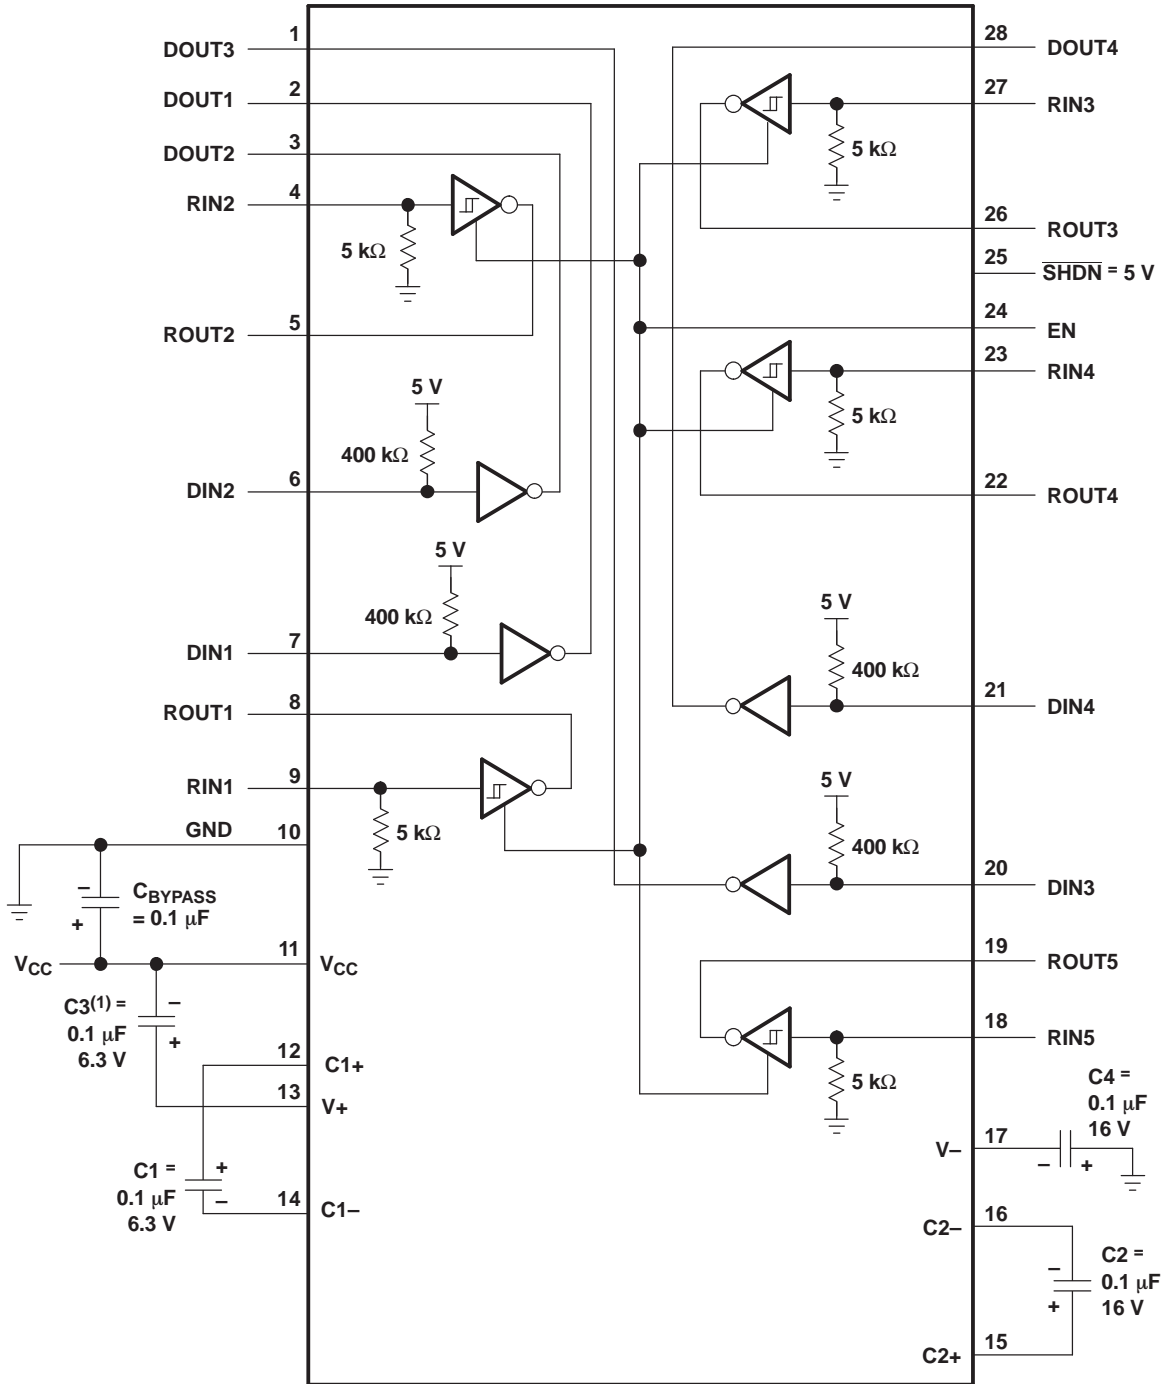 DOUT3 1
DOUT1 2
DOUT2 3
RIN2 4
5 kΩ
ROUT2 5
5 V
400 kΩ
DIN2 6
5 V
400 kΩ
DIN1 7
ROUT1 8
RIN1 9
5 kΩ
GND 10
CBYPASS
= 0.1 μF
– +
VCC 11 VCC
C3(1) =
0.1 μF
6.3 V
– +
12 C1+
13 V+
C1 =
0.1 μF
6.3 V
+ –
14 C1–
28 DOUT4
27 RIN3
5 kΩ
26 ROUT3
25 SHDN = 5 V
24 EN
23 RIN4
5 kΩ
22 ROUT4
5 V
400 kΩ
21 DIN4
5 V
400 kΩ
20 DIN3
19 ROUT5
18 RIN5
5 kΩ
C4 =
0.1 μF
16 V
V– 17
– +
C2– 16
C2 =
0.1 μF
16 V
– +
C2+ 15